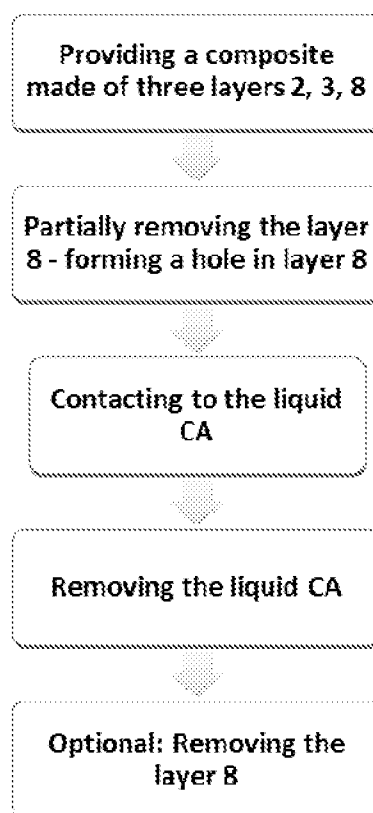 Providing a composite
made of three layers 2, 3, 8
Partially removing the layer
8 - forming a hole in layer 8
Contacting to the liquid
CA
Removing the liquid CA
Optional: Removing the
layer 8